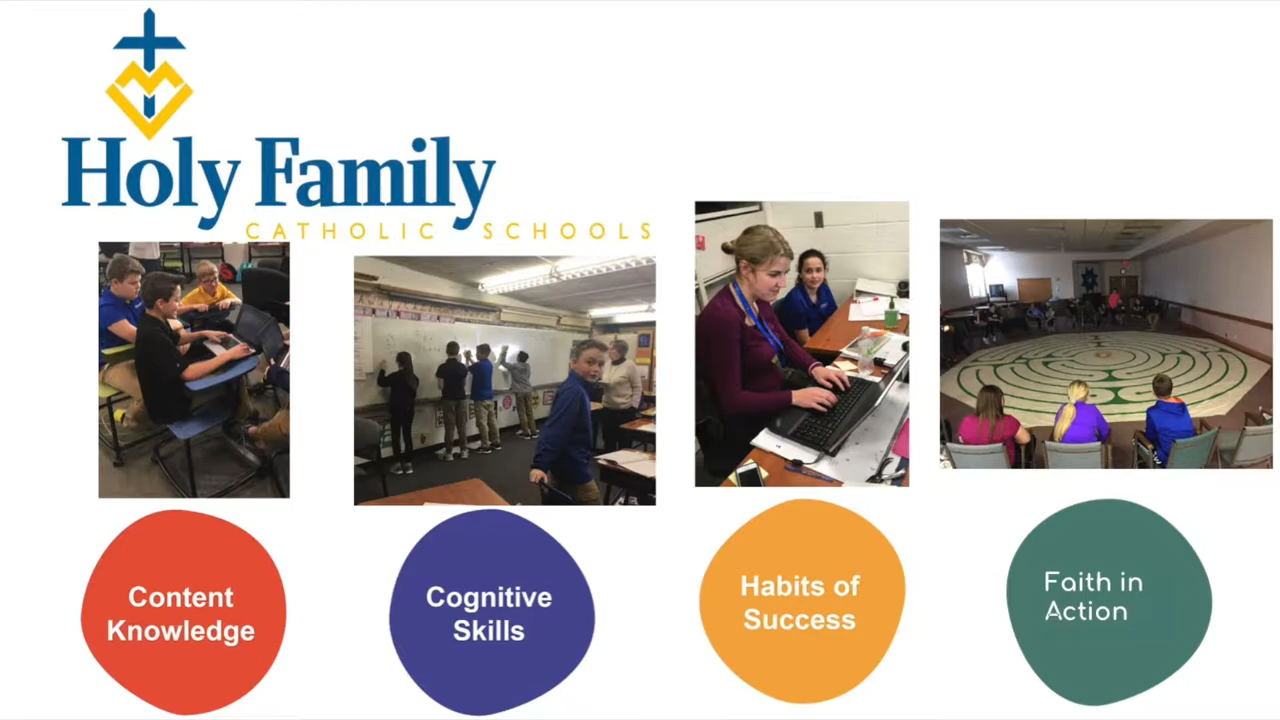 Holy Family
CATHOLIC SCHOOLS
Content
Knowledge
Cognitive
Skills
Habits of
Success
Faith in
Action